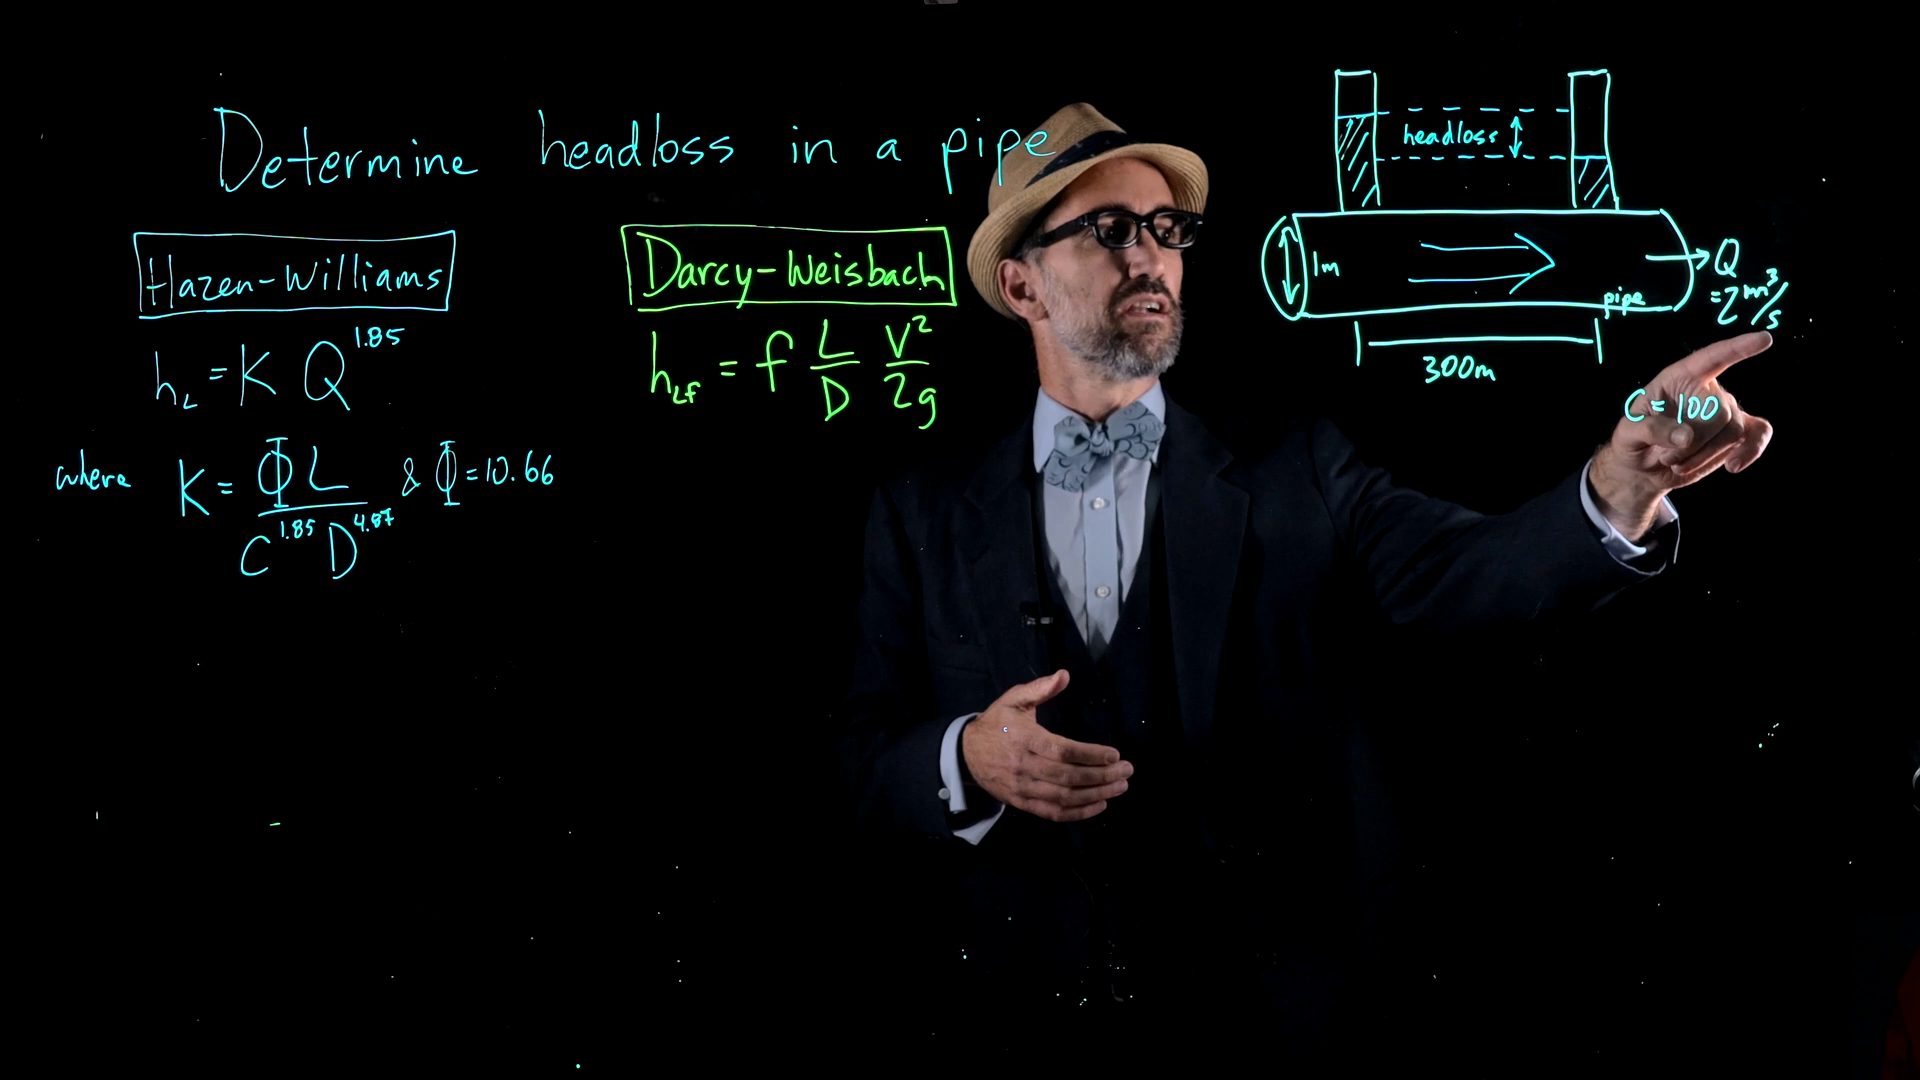 Determine headloss in a pipe
Hazen-Williams
h_L = K Q^1.85
where K = ΦL / C^1.85 D^4.87 & Φ = 10.66
Darcy-Weisbach
h_Lf = f L/D V²/2g
headloss
1m
pipe
Q
= 2 m³/s
300m
C = 100